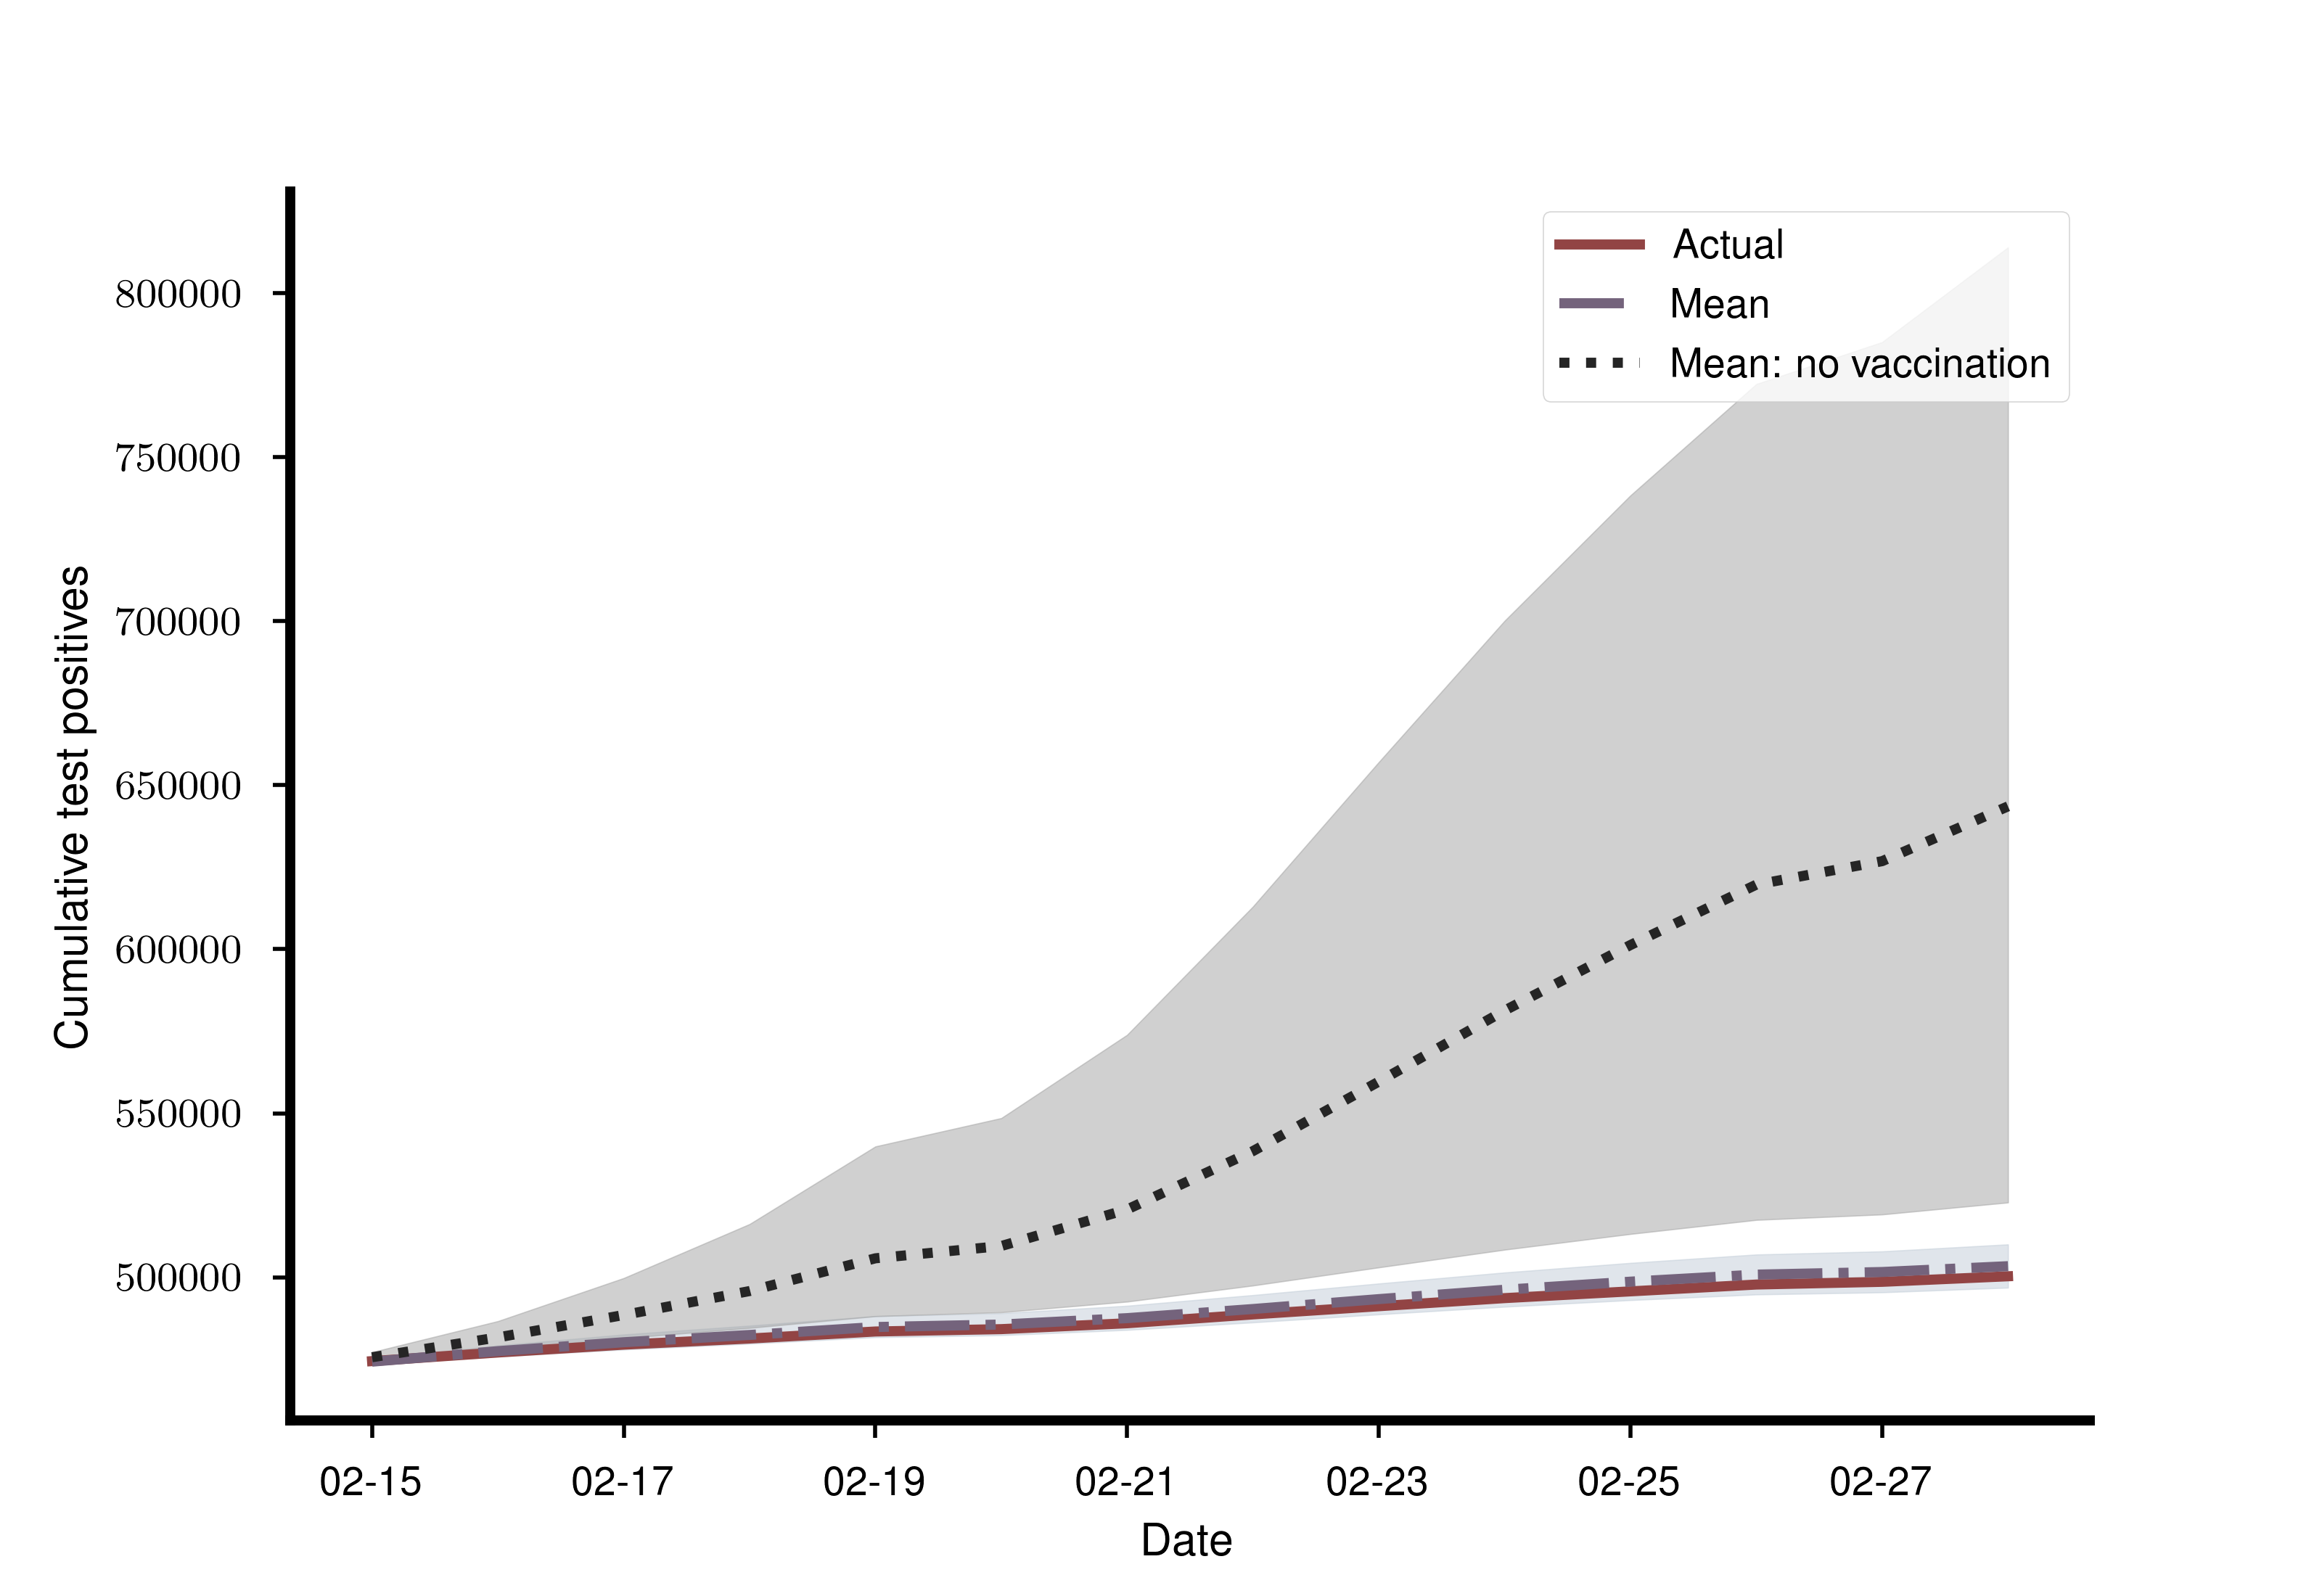 Actual
Mean
Mean: no vaccination
800000
750000
700000
650000
600000
550000
500000
Cumulative test positives
02-15 02-17 02-19 02-21 02-23 02-25 02-27
Date